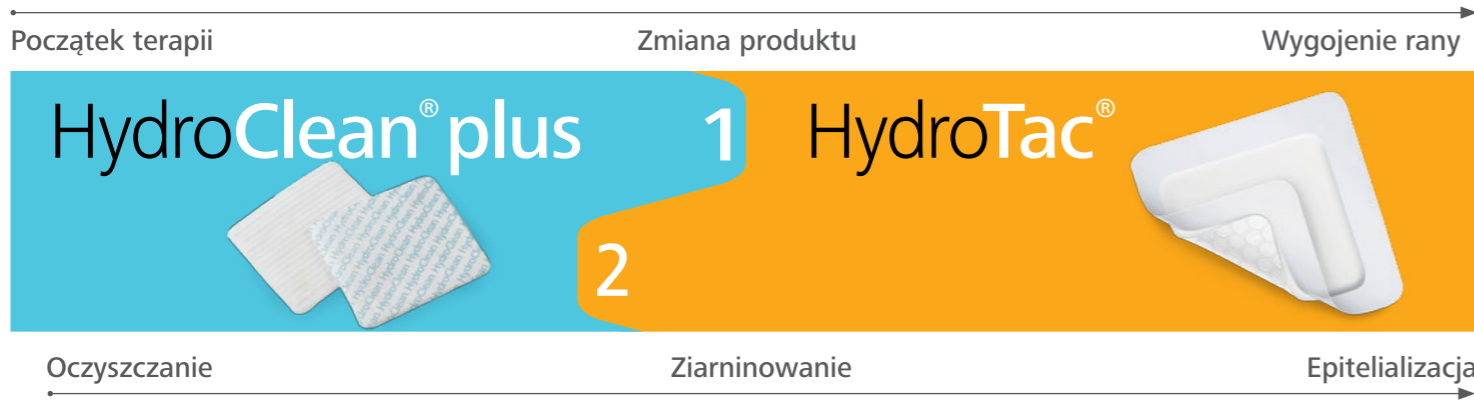 Początek terapii Zmiana produktu Wygojenie rany
HydroClean® plus 1 HydroTac®
2
Oczyszczanie Ziarninowanie Epitelializacja